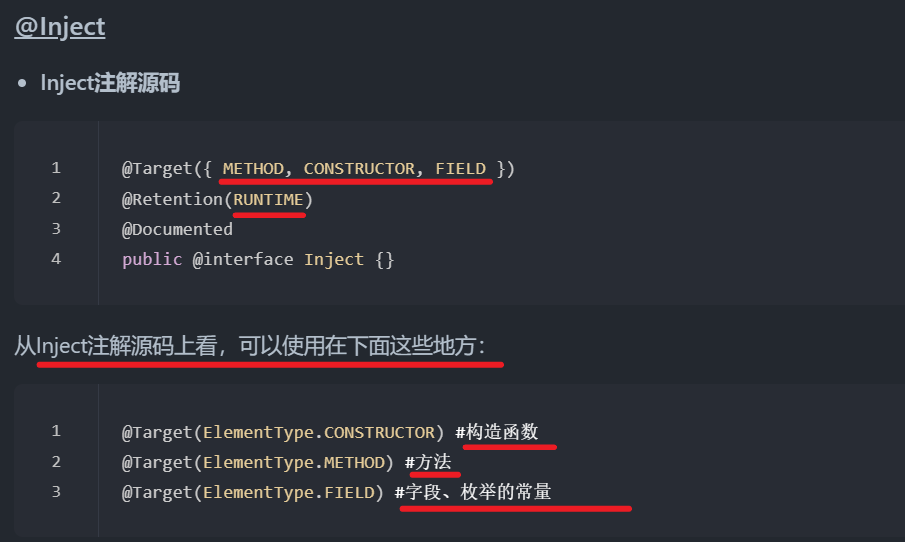 @Inject
Inject注解源码
1 @Target({ METHOD, CONSTRUCTOR, FIELD })
2 @Retention(RUNTIME)
3 @Documented
4 public @interface Inject {}
从Inject注解源码上看，可以使用在下面这些地方：
1 @Target(ElementType.CONSTRUCTOR) #构造函数
2 @Target(ElementType.METHOD) #方法
3 @Target(ElementType.FIELD) #字段、枚举的常量